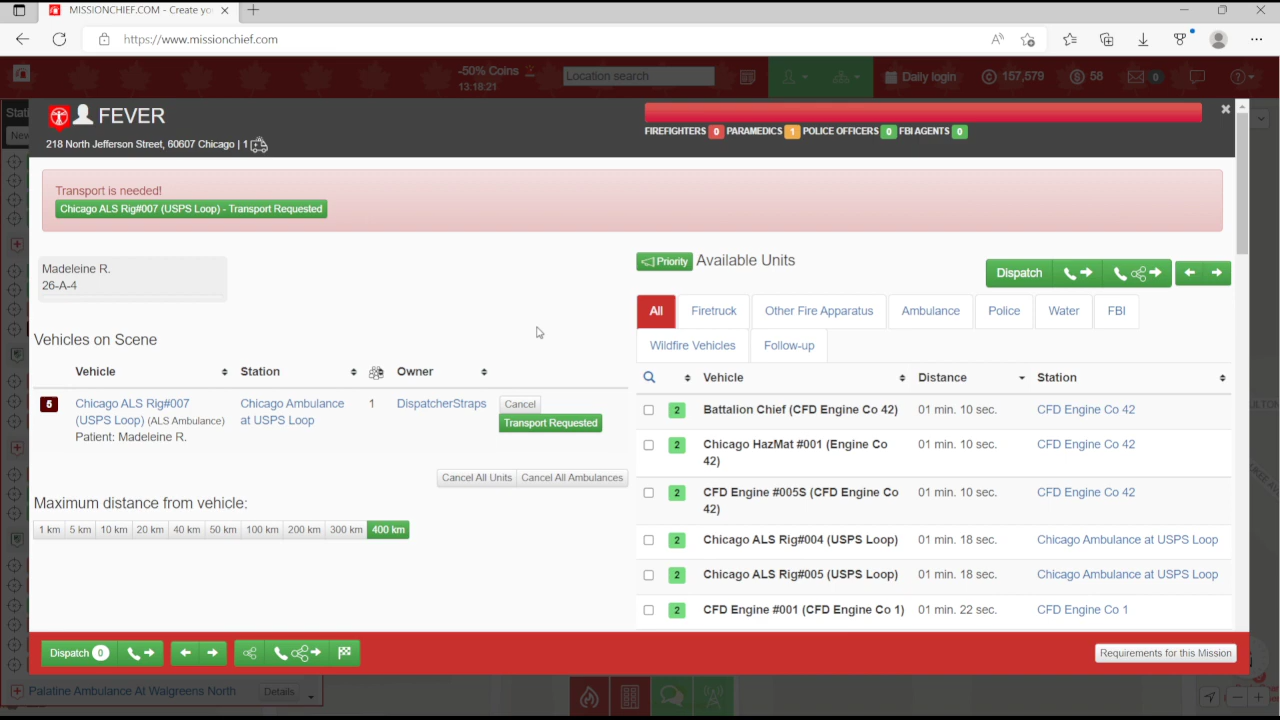 MISSIONCHIEF.COM - Create yo
https://www.missionchief.com
-50% Coins
13:18:21
Location search
Daily login
157,579
58
0
Stati
New
FEVER
218 North Jefferson Street, 60607 Chicago | 1
FIREFIGHTERS 0 PARAMEDICS 1 POLICE OFFICERS 0 FBI AGENTS 0
Transport is needed!
Chicago ALS Rig#007 (USPS Loop) - Transport Requested
Madeleine R.
26-A-4
Vehicles on Scene
Vehicle Station Owner
5 Chicago ALS Rig#007 Chicago Ambulance 1 DispatcherStraps Cancel
(USPS Loop) (ALS Ambulance) at USPS Loop Transport Requested
Patient: Madeleine R.
Cancel All Units Cancel All Ambulances
Maximum distance from vehicle:
1 km 5 km 10 km 20 km 40 km 50 km 100 km 200 km 300 km 400 km
Priority Available Units
Dispatch
All Firetruck Other Fire Apparatus Ambulance Police Water FBI
Wildfire Vehicles Follow-up
Vehicle Distance Station
2 Battalion Chief (CFD Engine Co 42) 01 min. 10 sec. CFD Engine Co 42
2 Chicago HazMat #001 (Engine Co 01 min. 10 sec. CFD Engine Co 42
42)
2 CFD Engine #005S (CFD Engine Co 01 min. 10 sec. CFD Engine Co 42
42)
2 Chicago ALS Rig#004 (USPS Loop) 01 min. 18 sec. Chicago Ambulance at USPS Loop
2 Chicago ALS Rig#005 (USPS Loop) 01 min. 18 sec. Chicago Ambulance at USPS Loop
2 CFD Engine #001 (CFD Engine Co 1) 01 min. 22 sec. CFD Engine Co 1
Dispatch 0
Requirements for this Mission
Palatine Ambulance At Walgreens North Details